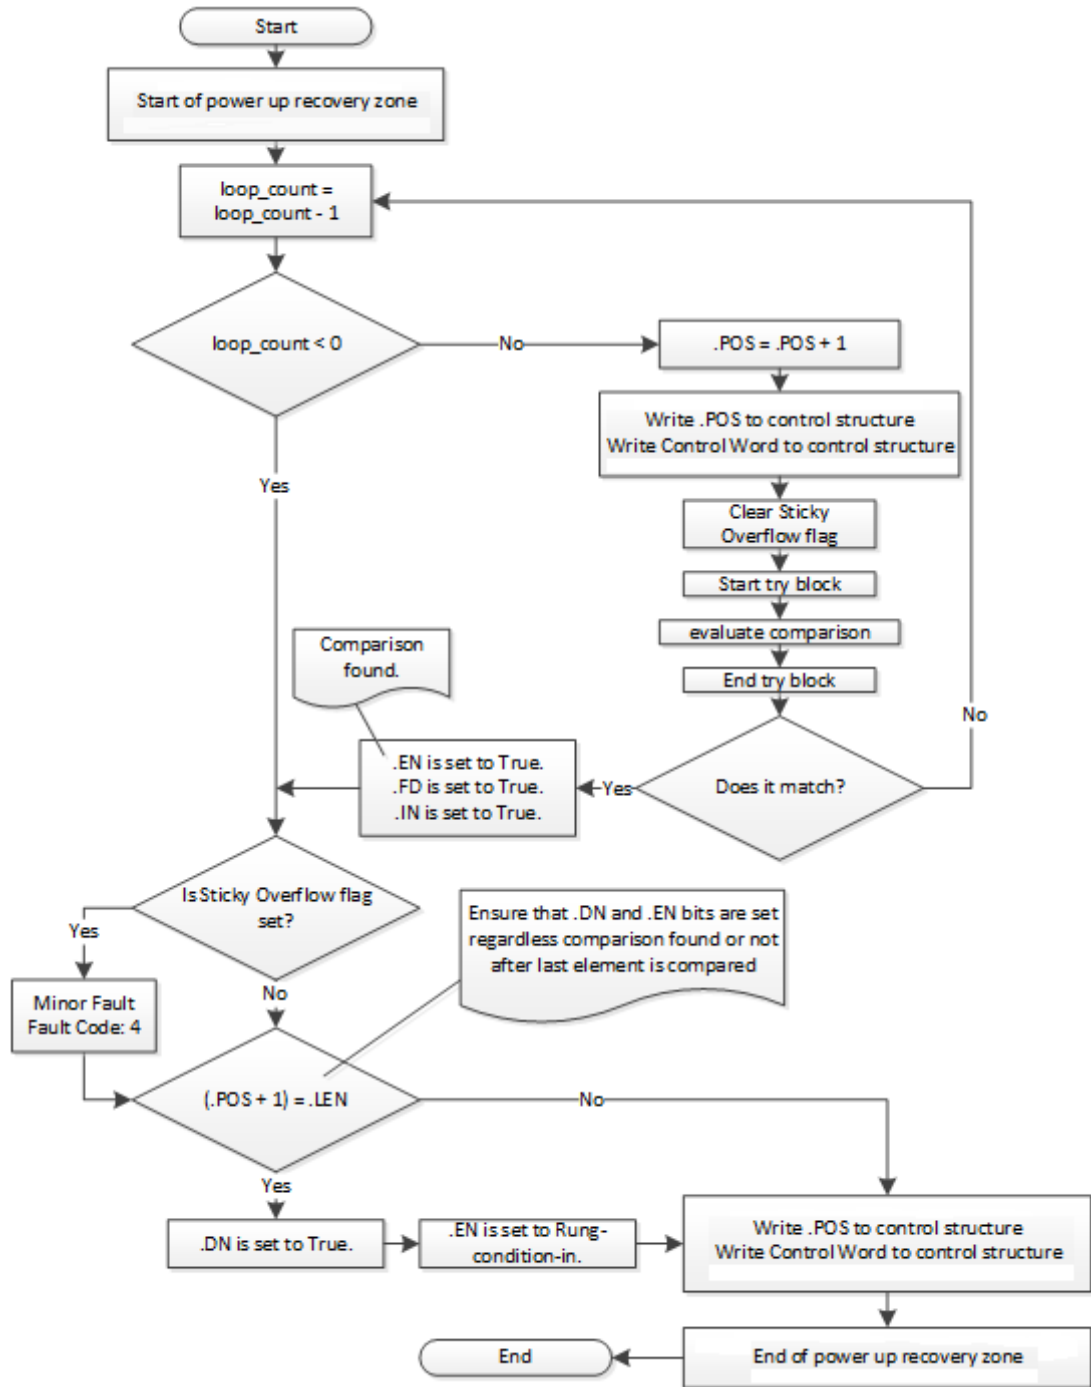 Start
Start of power up recovery zone
loop_count =
loop_count - 1
loop_count < 0
No
.POS = .POS + 1
Write .POS to control structure
Write Control Word to control structure
Yes
Clear Sticky
Overflow flag
Start try block
evaluate comparison
End try block
Comparison
found.
No
.EN is set to True.
.FD is set to True.
.IN is set to True.
Yes
Does it match?
Is Sticky Overflow flag
set?
Yes
Ensure that .DN and .EN bits are set
regardless comparison found or not
after last element is compared
No
Minor Fault
Fault Code: 4
(.POS + 1) = .LEN
No
Yes
.DN is set to True.
.EN is set to Rung-
condition-in.
Write .POS to control structure
Write Control Word to control structure
End
End of power up recovery zone